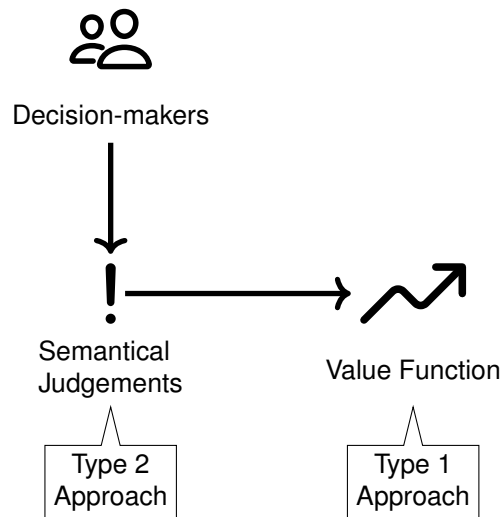 Decision-makers
!
Semantical
Judgements
Value Function
Type 2
Approach
Type 1
Approach